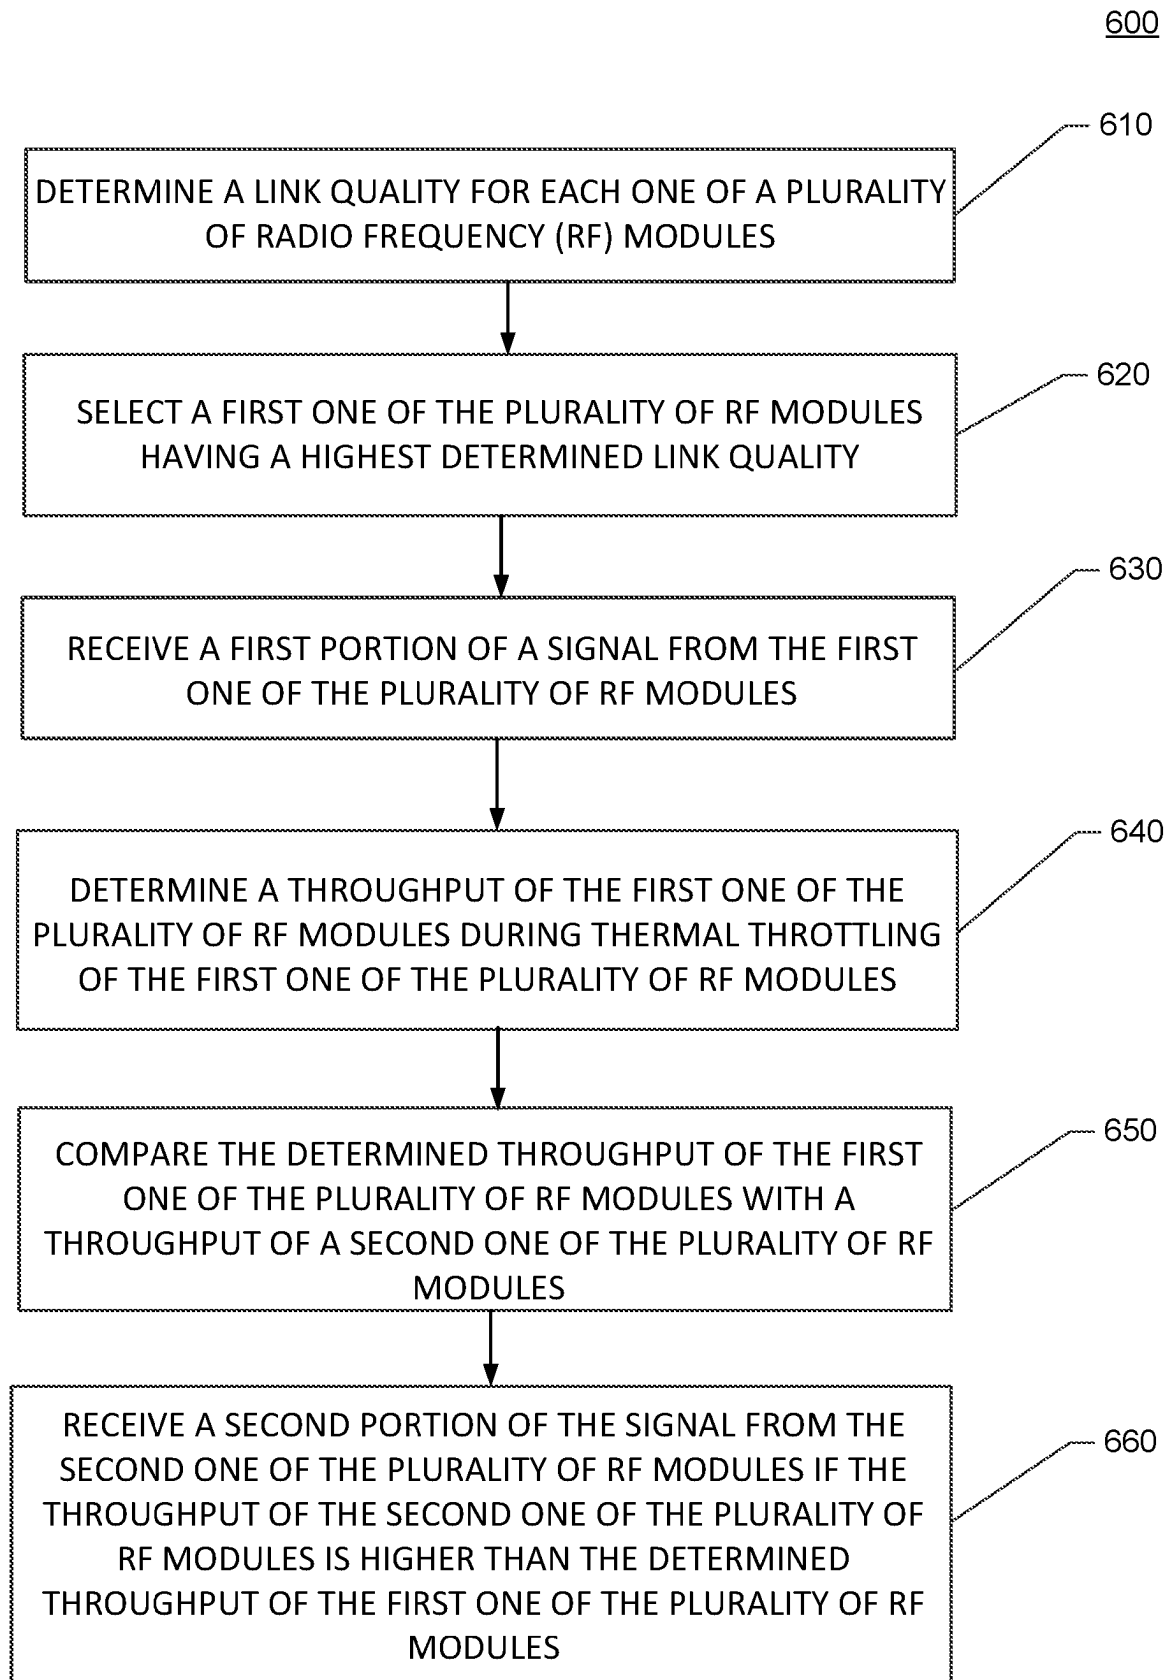 600
610
DETERMINE A LINK QUALITY FOR EACH ONE OF A PLURALITY
OF RADIO FREQUENCY (RF) MODULES
620
SELECT A FIRST ONE OF THE PLURALITY OF RF MODULES
HAVING A HIGHEST DETERMINED LINK QUALITY
630
RECEIVE A FIRST PORTION OF A SIGNAL FROM THE FIRST
ONE OF THE PLURALITY OF RF MODULES
640
DETERMINE A THROUGHPUT OF THE FIRST ONE OF THE
PLURALITY OF RF MODULES DURING THERMAL THROTTLING
OF THE FIRST ONE OF THE PLURALITY OF RF MODULES
650
COMPARE THE DETERMINED THROUGHPUT OF THE FIRST
ONE OF THE PLURALITY OF RF MODULES WITH A
THROUGHPUT OF A SECOND ONE OF THE PLURALITY OF RF
MODULES
660
RECEIVE A SECOND PORTION OF THE SIGNAL FROM THE
SECOND ONE OF THE PLURALITY OF RF MODULES IF THE
THROUGHPUT OF THE SECOND ONE OF THE PLURALITY OF
RF MODULES IS HIGHER THAN THE DETERMINED
THROUGHPUT OF THE FIRST ONE OF THE PLURALITY OF RF
MODULES